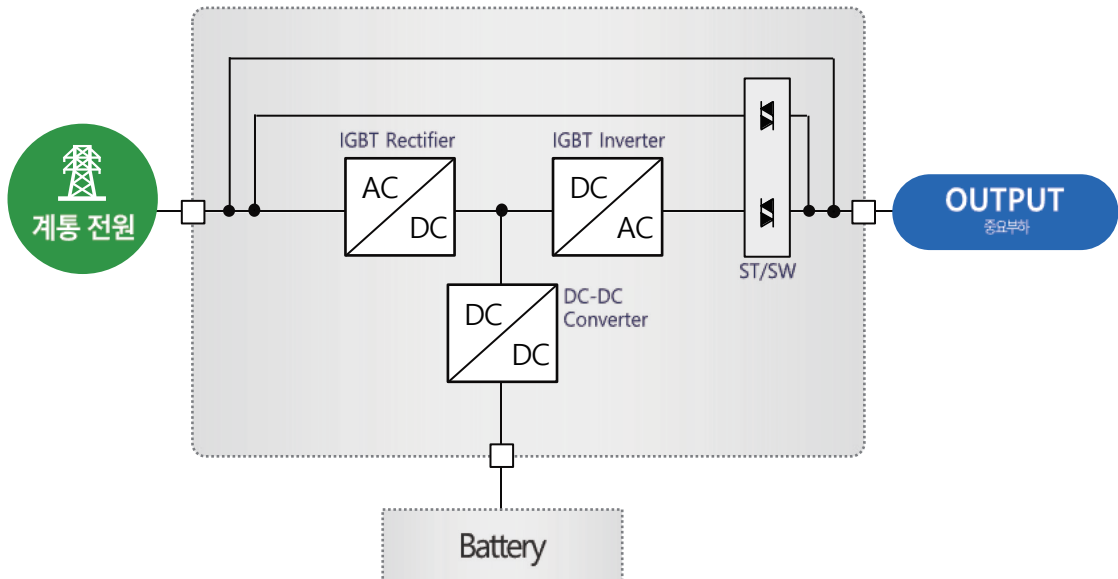 IGBT Rectifier
IGBT Inverter
AC
DC
DC
AC
계통 전원
OUTPUT
중요부하
ST/SW
DC
DC
DC-DC
Converter
Battery